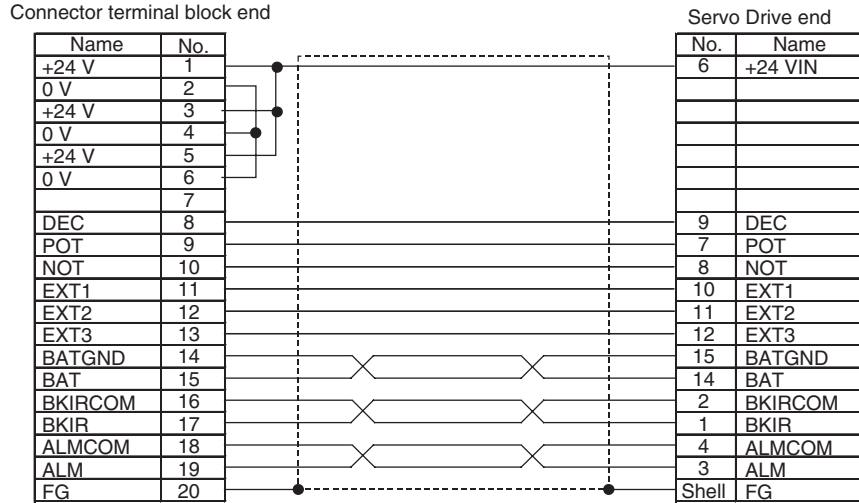 Connector terminal block end Servo Drive end
Name No. No. Name
+24 V 1 6 +24 VIN
0 V 2
+24 V 3
0 V 4
+24 V 5
0 V 6
7
DEC 8 9 DEC
POT 9 7 POT
NOT 10 8 NOT
EXT1 11 10 EXT1
EXT2 12 11 EXT2
EXT3 13 12 EXT3
BATGND 14 15 BATGND
BAT 15 14 BAT
BKIRCOM 16 2 BKIRCOM
BKIR 17 1 BKIR
ALMCOM 18 4 ALMCOM
ALM 19 3 ALM
FG 20 Shell FG